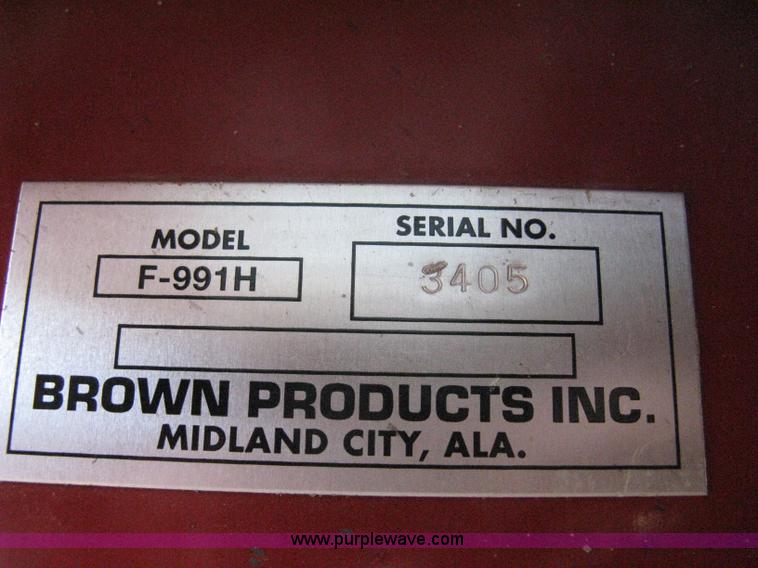 MODEL
SERIAL NO.
F-991H
3405
BROWN PRODUCTS INC.
MIDLAND CITY, ALA.
www.purplewave.com